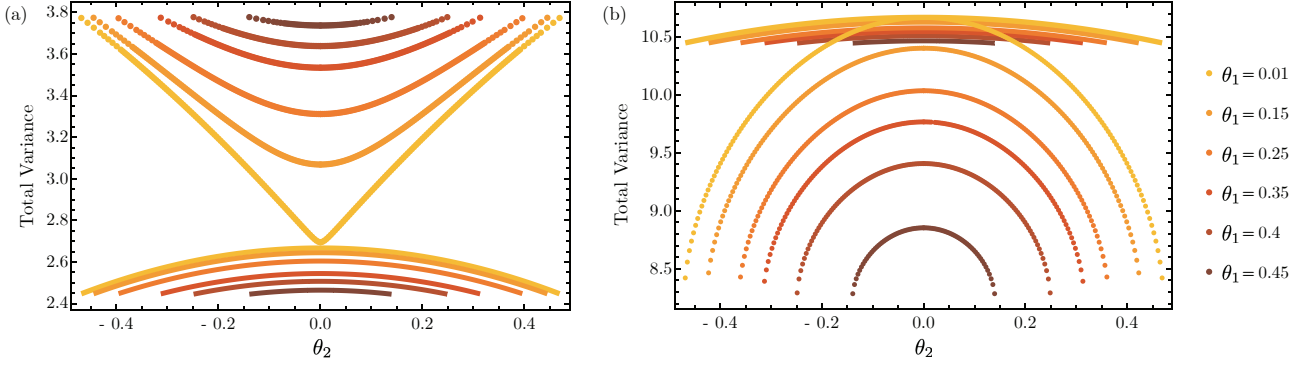 (a)
Total Variance
3.8
3.6
3.4
3.2
3.0
2.8
2.6
2.4
- 0.4
- 0.2
0.0
0.2
0.4
θ2
(b)
Total Variance
10.5
10.0
9.5
9.0
8.5
- 0.4
- 0.2
0.0
0.2
0.4
θ2
θ1 = 0.01
θ1 = 0.15
θ1 = 0.25
θ1 = 0.35
θ1 = 0.4
θ1 = 0.45